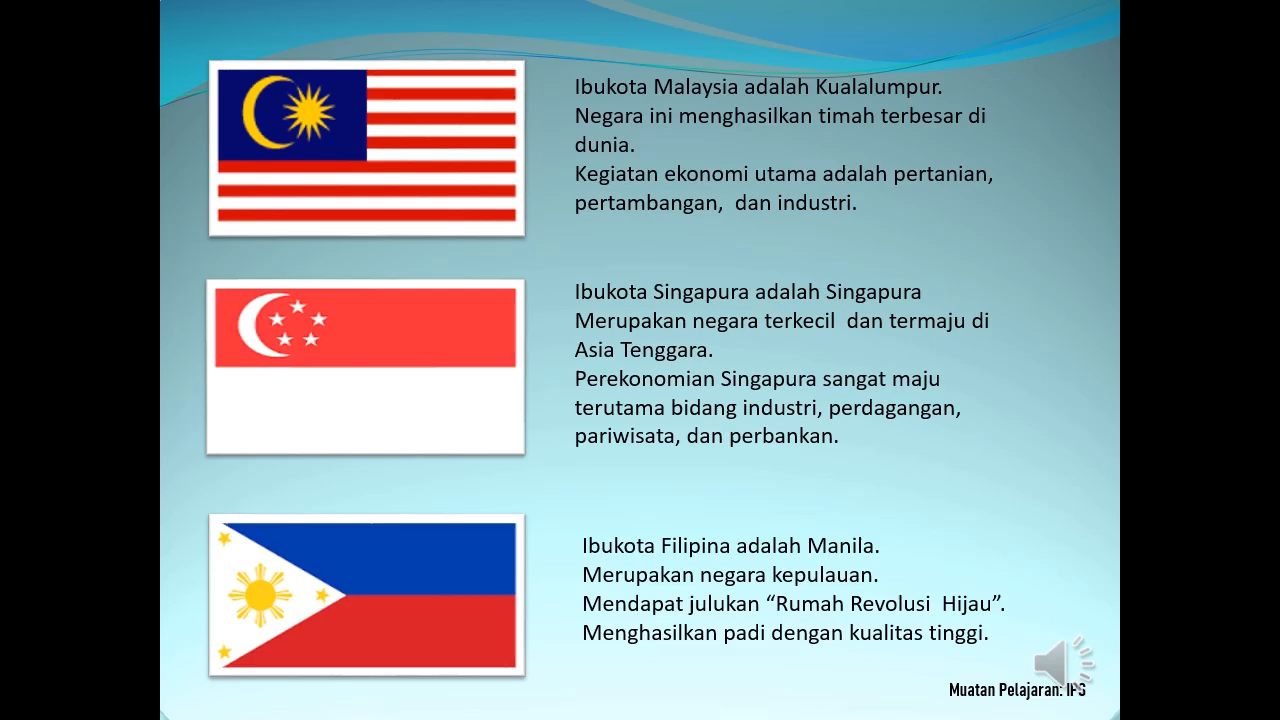 Ibukota Malaysia adalah Kualalumpur.
Negara ini menghasilkan timah terbesar di
dunia.
Kegiatan ekonomi utama adalah pertanian,
pertambangan,  dan industri.
Ibukota Singapura adalah Singapura
Merupakan negara terkecil  dan termaju di
Asia Tenggara.
Perekonomian Singapura sangat maju
terutama bidang industri, perdagangan,
pariwisata, dan perbankan.
Ibukota Filipina adalah Manila.
Merupakan negara kepulauan.
Mendapat julukan “Rumah Revolusi  Hijau”.
Menghasilkan padi dengan kualitas tinggi.
Muatan Pelajaran: IPS